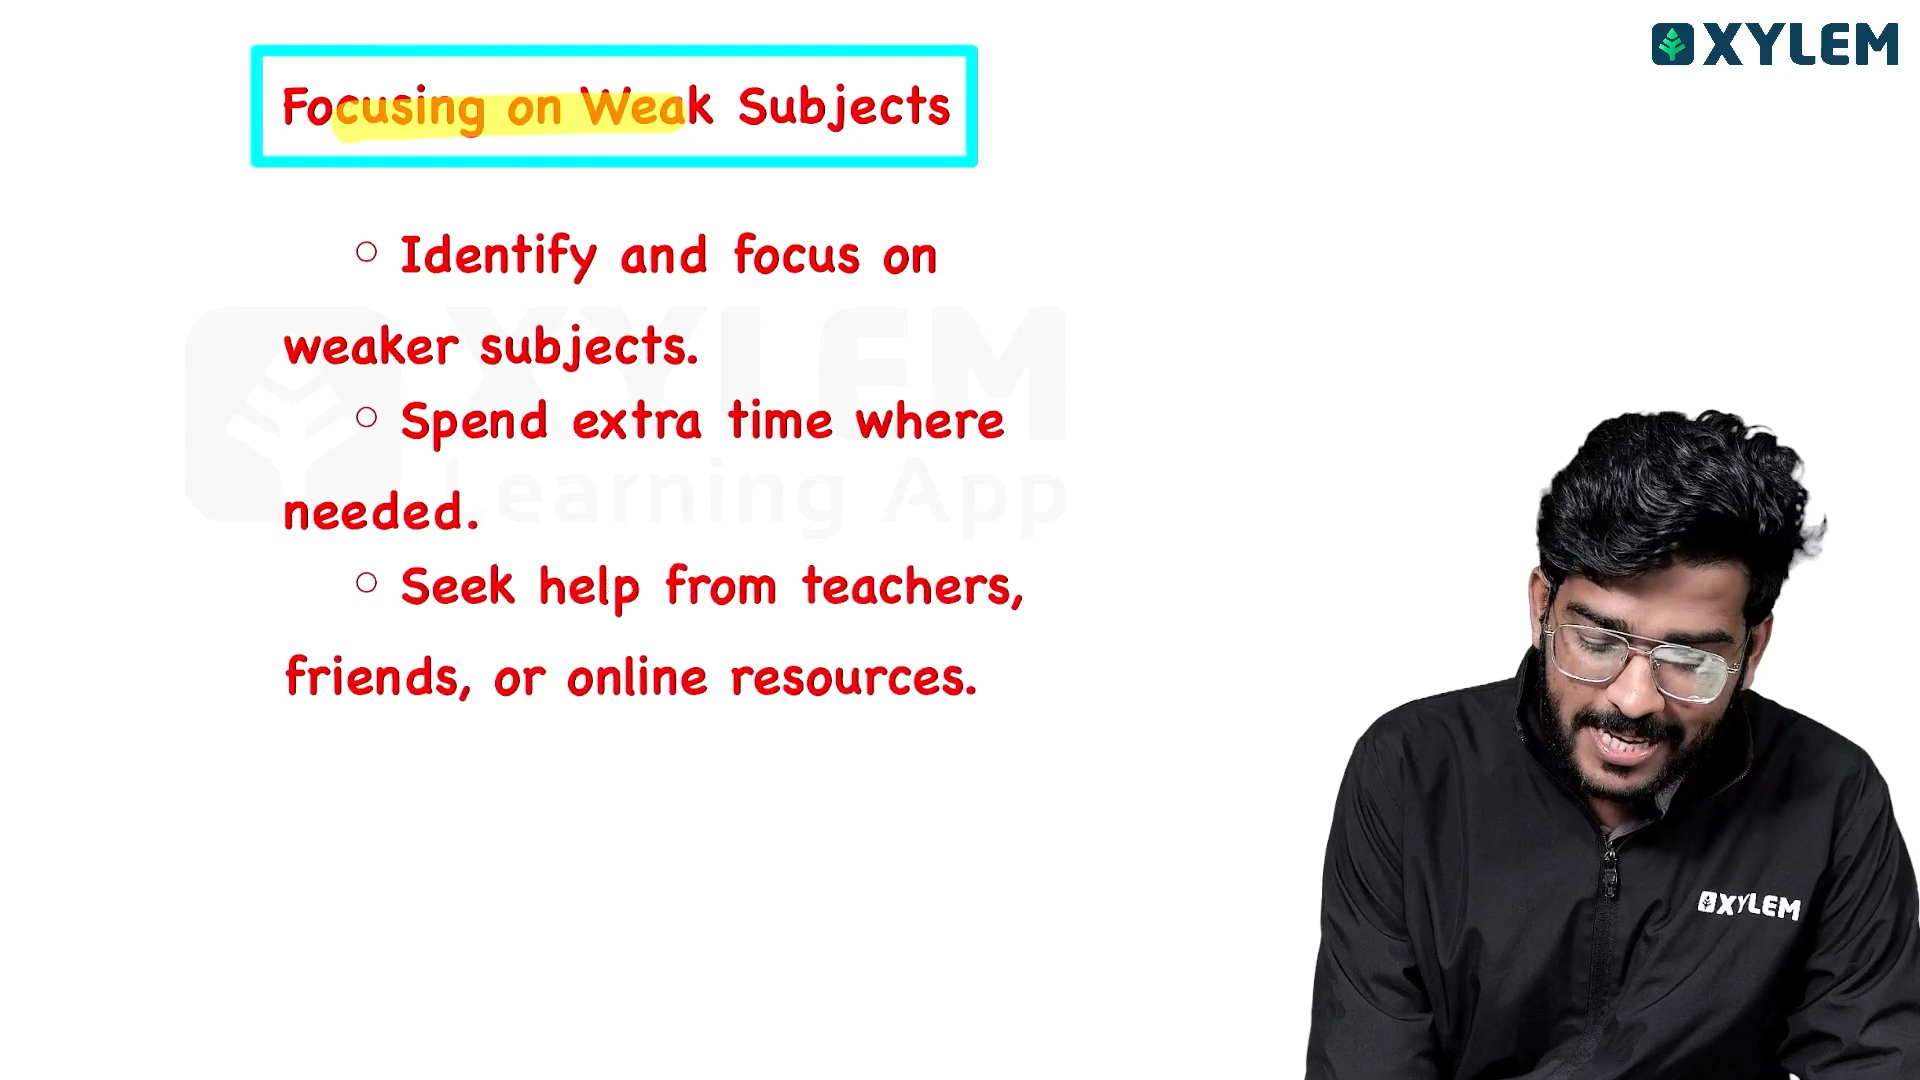 XYLEM
Focusing on Weak Subjects
○ Identify and focus on
weaker subjects.
○ Spend extra time where
needed.
○ Seek help from teachers,
friends, or online resources.
XYLEM
Learning App
XYLEM